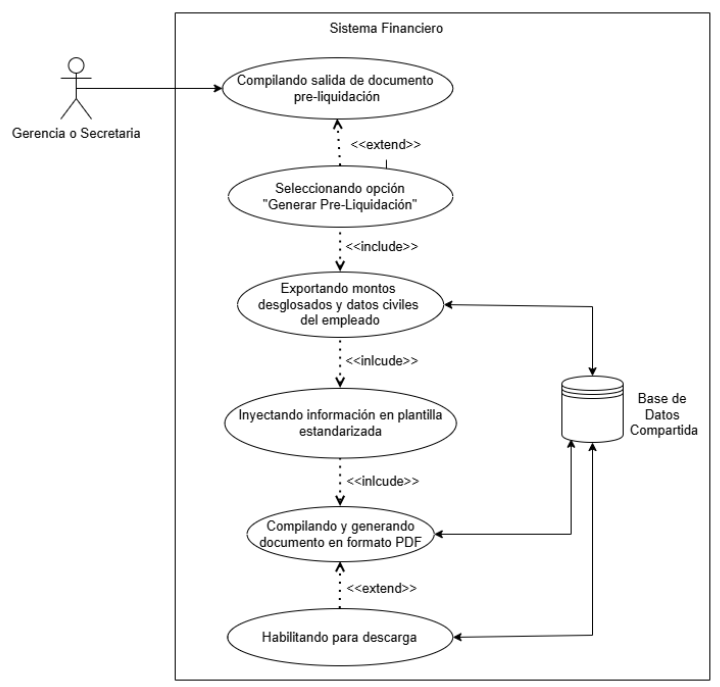 Sistema Financiero
Compilando salida de documento
pre-liquidación
Gerencia o Secretaria
<<extend>>
Seleccionando opción
"Generar Pre-Liquidación"
<<include>>
Exportando montos
desglosados y datos civiles
del empleado
<<inlcude>>
Base de
Datos
Compartida
Inyectando información en plantilla
estandarizada
<<inlcude>>
Compilando y generando
documento en formato PDF
<<extend>>
Habilitando para descarga